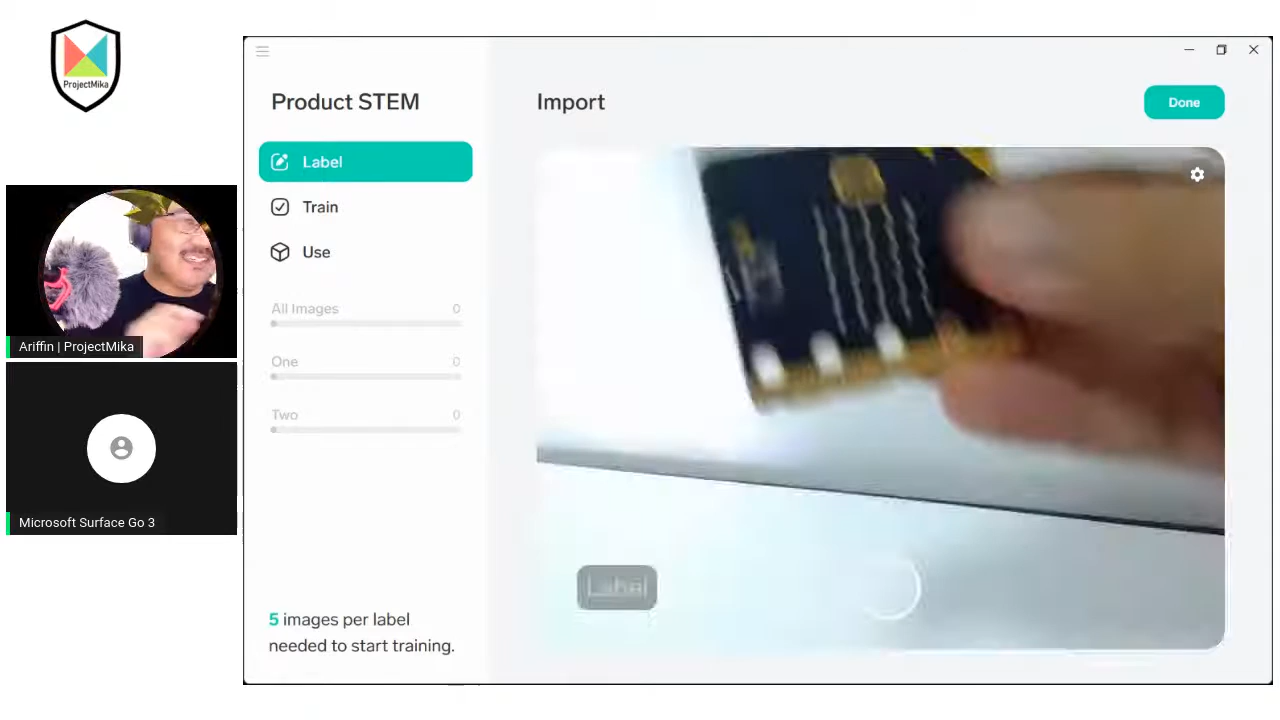 ProjectMika
Product STEM
Import
Done
Label
Train
Use
All Images 0
One 0
Two 0
5 images per label
needed to start training.
Label
Ariffin | ProjectMika
Microsoft Surface Go 3